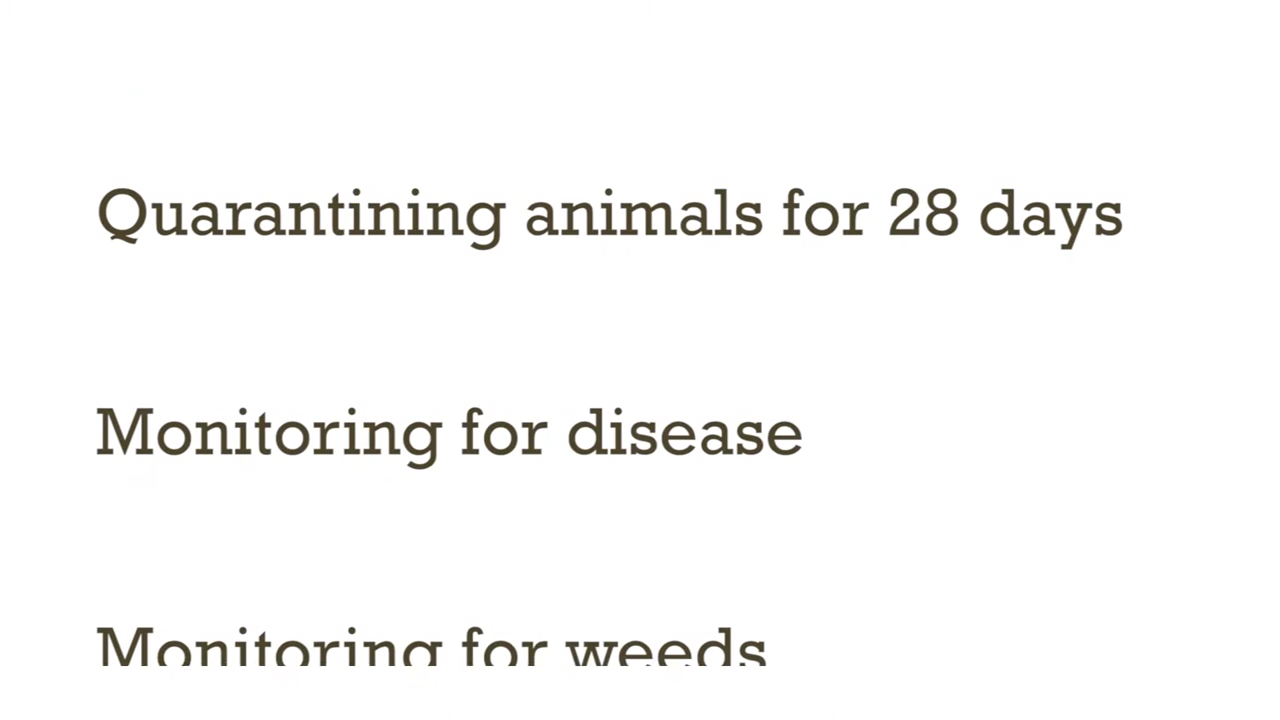 Quarantining animals for 28 days
Monitoring for disease
Monitoring for weeds